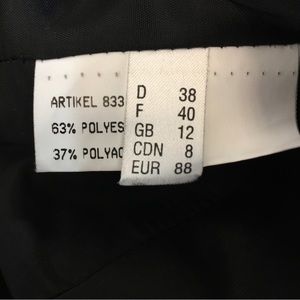 ARTIKEL 833
63% POLYES
37% POLYAC
D 38
F 40
GB 12
CDN 8
EUR 88